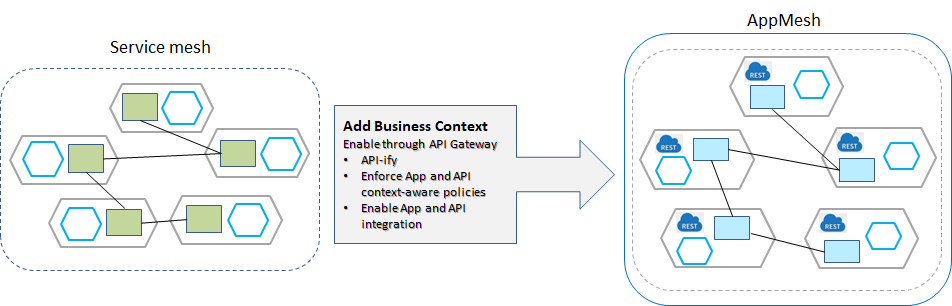 Service mesh
Add Business Context
Enable through API Gateway
• API-ify
• Enforce App and API
context-aware policies
• Enable App and API
integration
AppMesh
REST
REST
REST
REST
REST